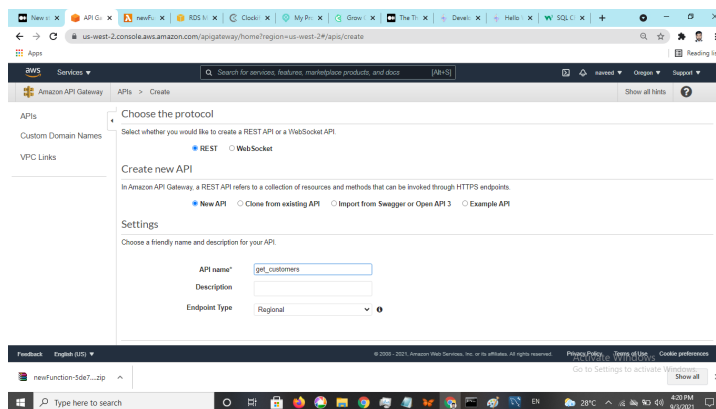 New s
API Ga
newFu
RDS M
Clockif
My Pro
Grow
The Th
Develo
Hello
SQL C
us-west-2.console.aws.amazon.com/apigateway/home?region=us-west-2#/apis/create
Apps
Reading lis
aws Services ▾ Search for services, features, marketplace products, and docs [Alt+S] naveed ▾ Oregon ▾ Support ▾
Amazon API Gateway APIs > Create Show all hints ?
APIs
Custom Domain Names
VPC Links
Choose the protocol
Select whether you would like to create a REST API or a WebSocket API.
REST WebSocket
Create new API
In Amazon API Gateway, a REST API refers to a collection of resources and methods that can be invoked through HTTPS endpoints.
New API Clone from existing API Import from Swagger or Open API 3 Example API
Settings
Choose a friendly name and description for your API.
API name* get_customers
Description
Endpoint Type Regional
Feedback English (US) ▾ © 2008 - 2021, Amazon Web Services, Inc. or its affiliates. All rights reserved. Privacy Policy Terms of Use Cookie preferences
Activate Windows
Go to Settings to activate Windows.
newFunction-5de7....zip Show all
Type here to search EN 28°C 4:20 PM
9/3/2021